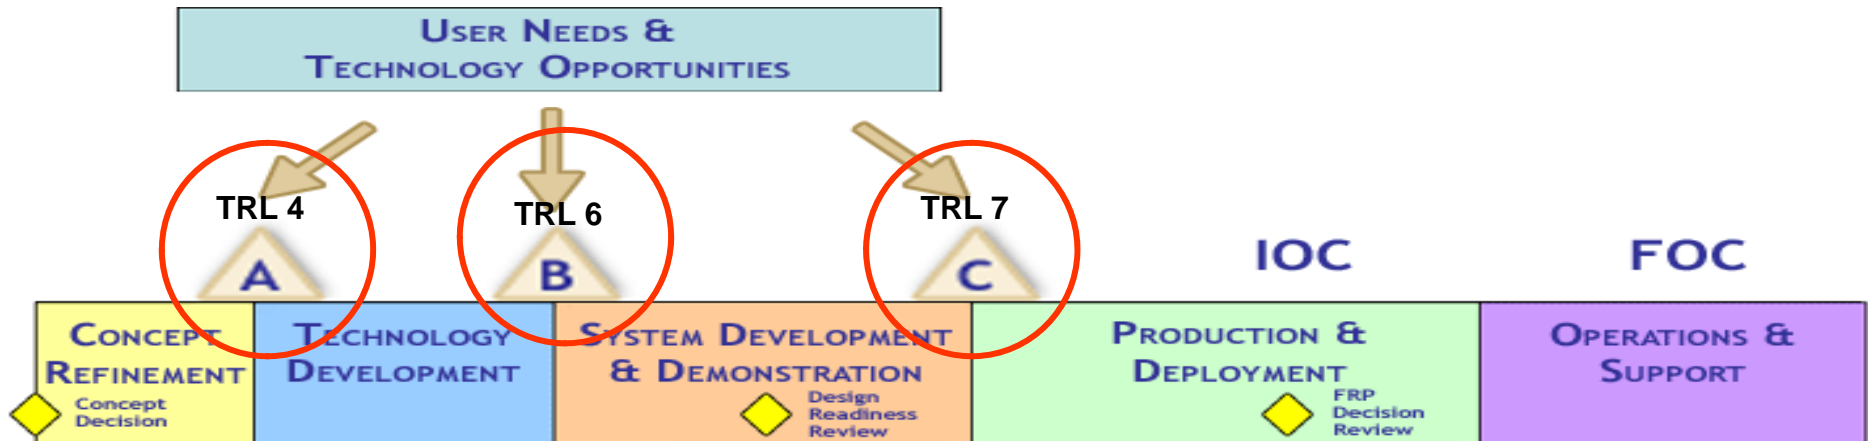 USER NEEDS &
TECHNOLOGY OPPORTUNITIES
TRL 4
TRL 6
TRL 7
A
B
C
IOC
FOC
CONCEPT
REFINEMENT
Concept
Decision
TECHNOLOGY
DEVELOPMENT
SYSTEM DEVELOPMENT
& DEMONSTRATION
Design
Readiness
Review
PRODUCTION &
DEPLOYMENT
FRP
Decision
Review
OPERATIONS &
SUPPORT